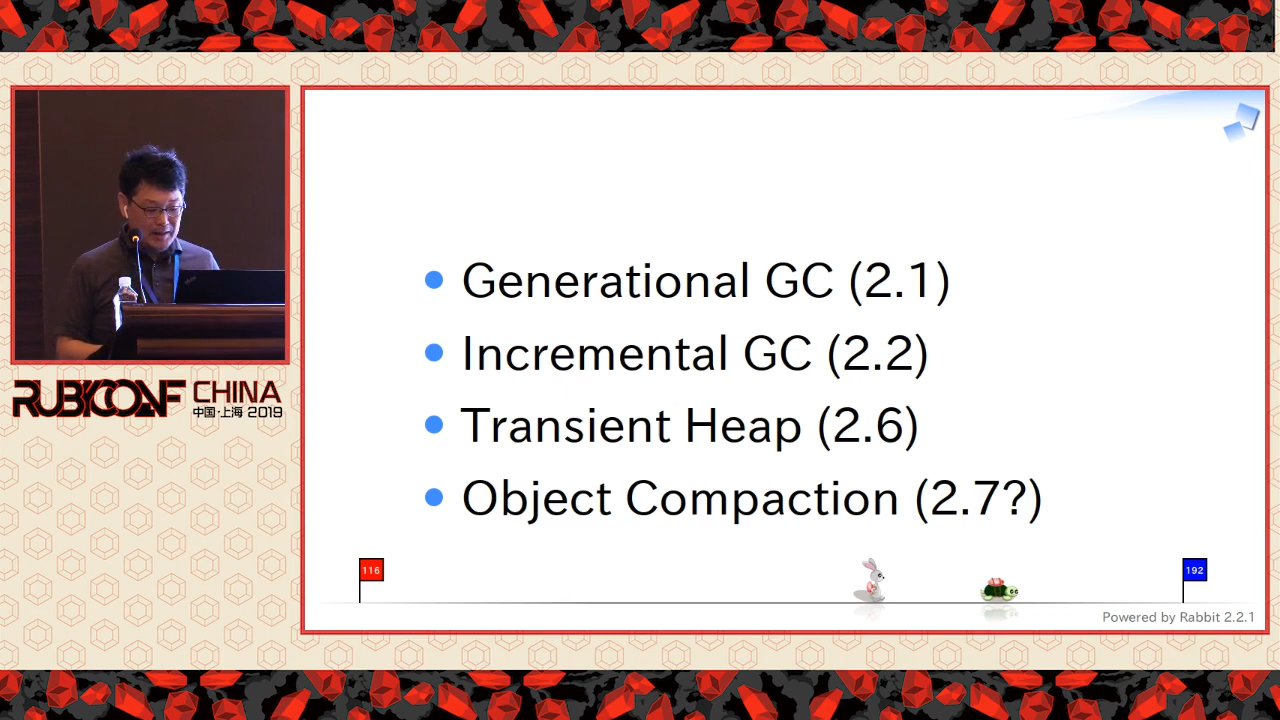 RUBYCONF CHINA
中国·上海 2019
Generational GC (2.1)
Incremental GC (2.2)
Transient Heap (2.6)
Object Compaction (2.7?)
116
192
Powered by Rabbit 2.2.1